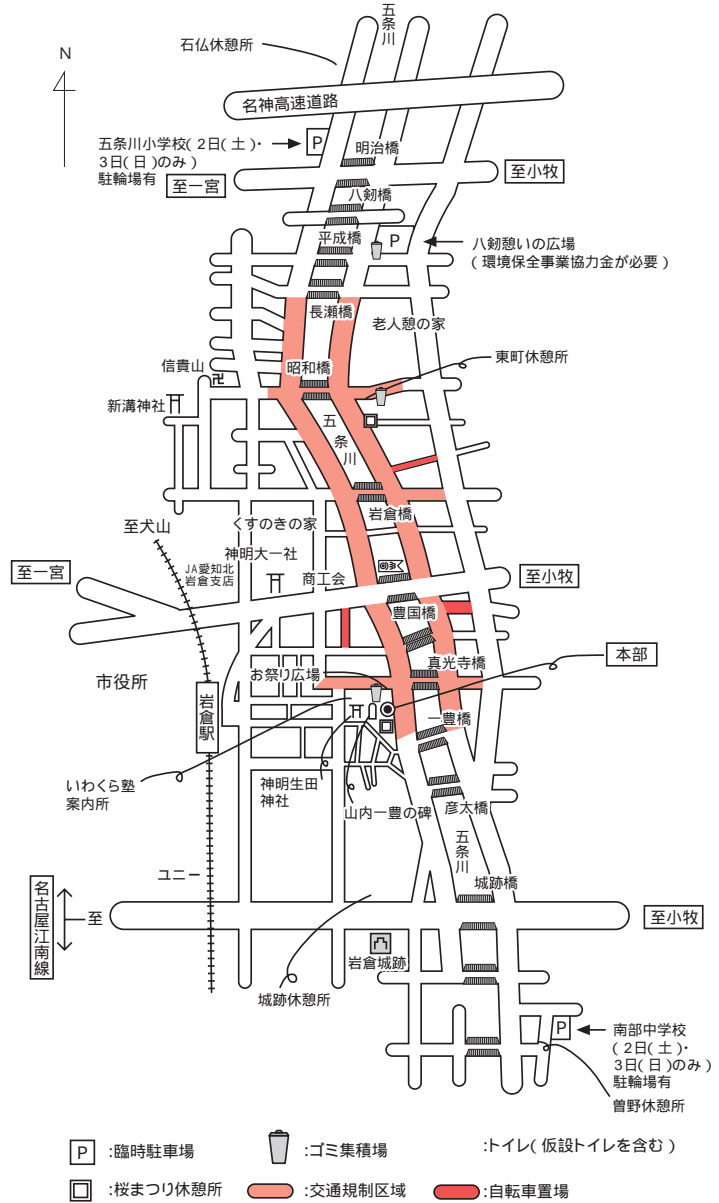 五条川
石仏休憩所
N
名神高速道路
五条川小学校(2日(土)・
3日(日)のみ)
駐輪場有
P
明治橋
至一宮
至小牧
八剱橋
平成橋
P
八剱憩いの広場
(環境保全事業協力金が必要)
長瀬橋
老人憩の家
東町休憩所
信貴山
卍
昭和橋
新溝神社
五条川
岩倉橋
くすのきの家
至犬山
神明大一社
JA愛知北
岩倉支店
商工会
至一宮
至小牧
豊国橋
お祭り広場
真光寺橋
本部
市役所
岩倉駅
一豊橋
いわくら塾
案内所
神明生田
神社
山内一豊の碑
彦太橋
五条川
ユニー
城跡橋
名古屋江南線
至
至小牧
岩倉城跡
城跡休憩所
P
南部中学校
(2日(土)・
3日(日)のみ)
駐輪場有
曽野休憩所
P :臨時駐車場
:ゴミ集積場
:トイレ(仮設トイレを含む)
:桜まつり休憩所
:交通規制区域
:自転車置場